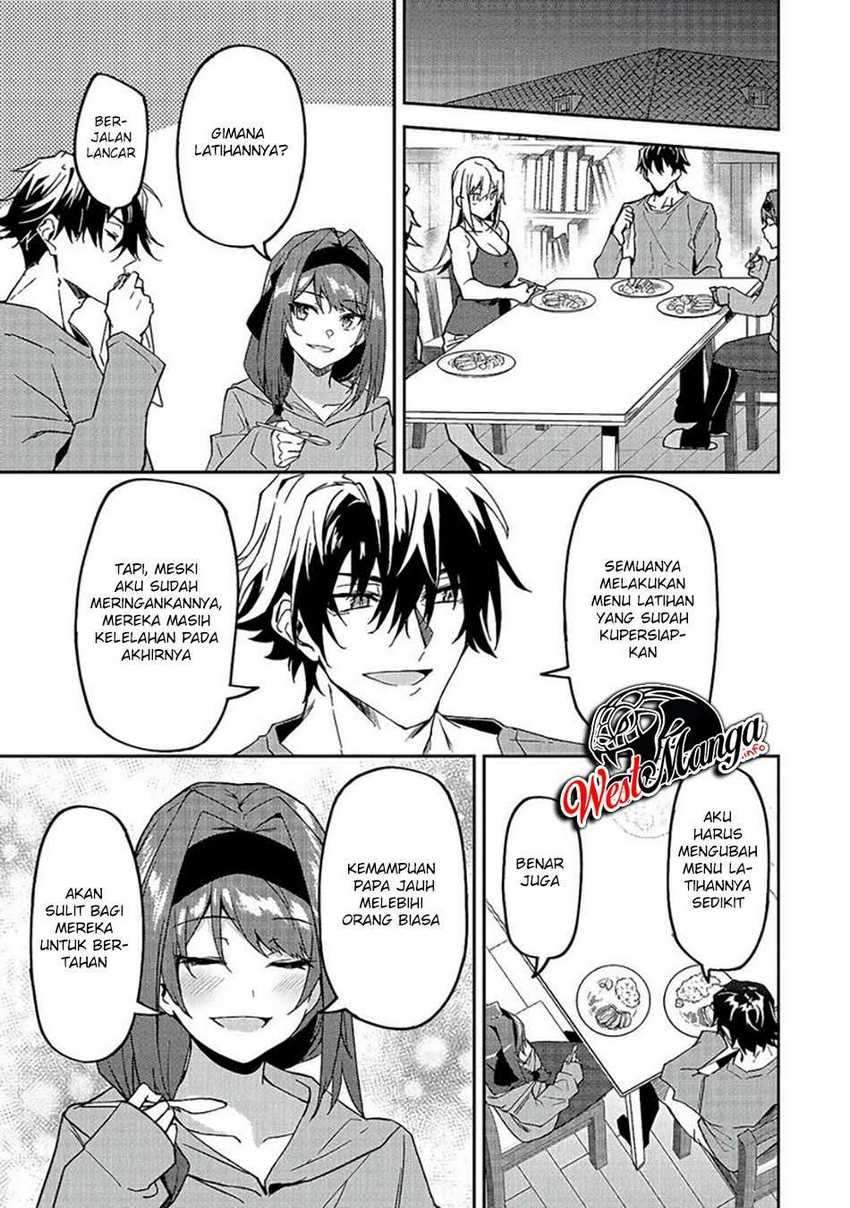 GIMANA
LATIHANNYA?
BER-
JALAN
LANCAR
SEMUANYA
MELAKUKAN
MENU LATIHAN
YANG SUDAH
KUPERSIAP-
KAN
TAPI, MESKI
AKU SUDAH
MERINGANKANNYA,
MEREKA MASIH
KELELAHAN PADA
AKHIRNYA
WestManga
.info
AKU
HARUS
MENGUBAH
MENU LA-
TIHANNYA
SEDIKIT
BENAR
JUGA
KEMAMPUAN
PAPA JAUH
MELEBIHI
ORANG BIASA
AKAN
SULIT BAGI
MEREKA
UNTUK BER-
TAHAN